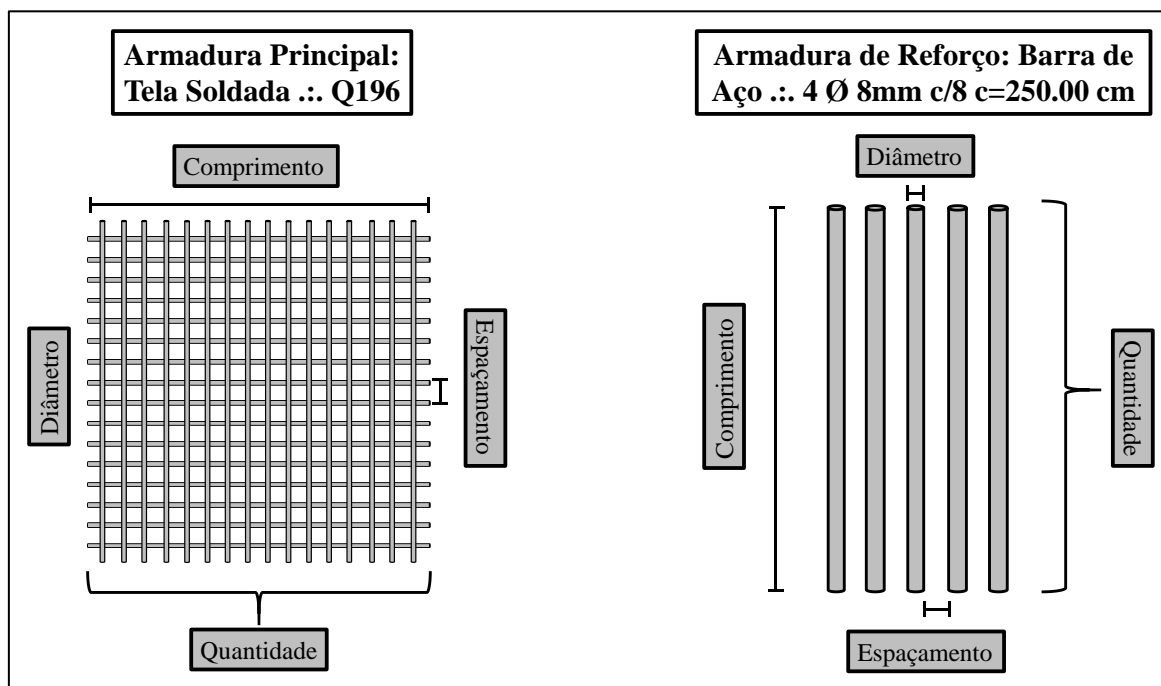 Armadura Principal:
Tela Soldada .:. Q196
Armadura de Reforço: Barra de
Aço .:. 4 Ø 8mm c/8 c=250.00 cm
Comprimento
Diâmetro
Espaçamento
Quantidade
Diâmetro
Comprimento
Quantidade
Espaçamento